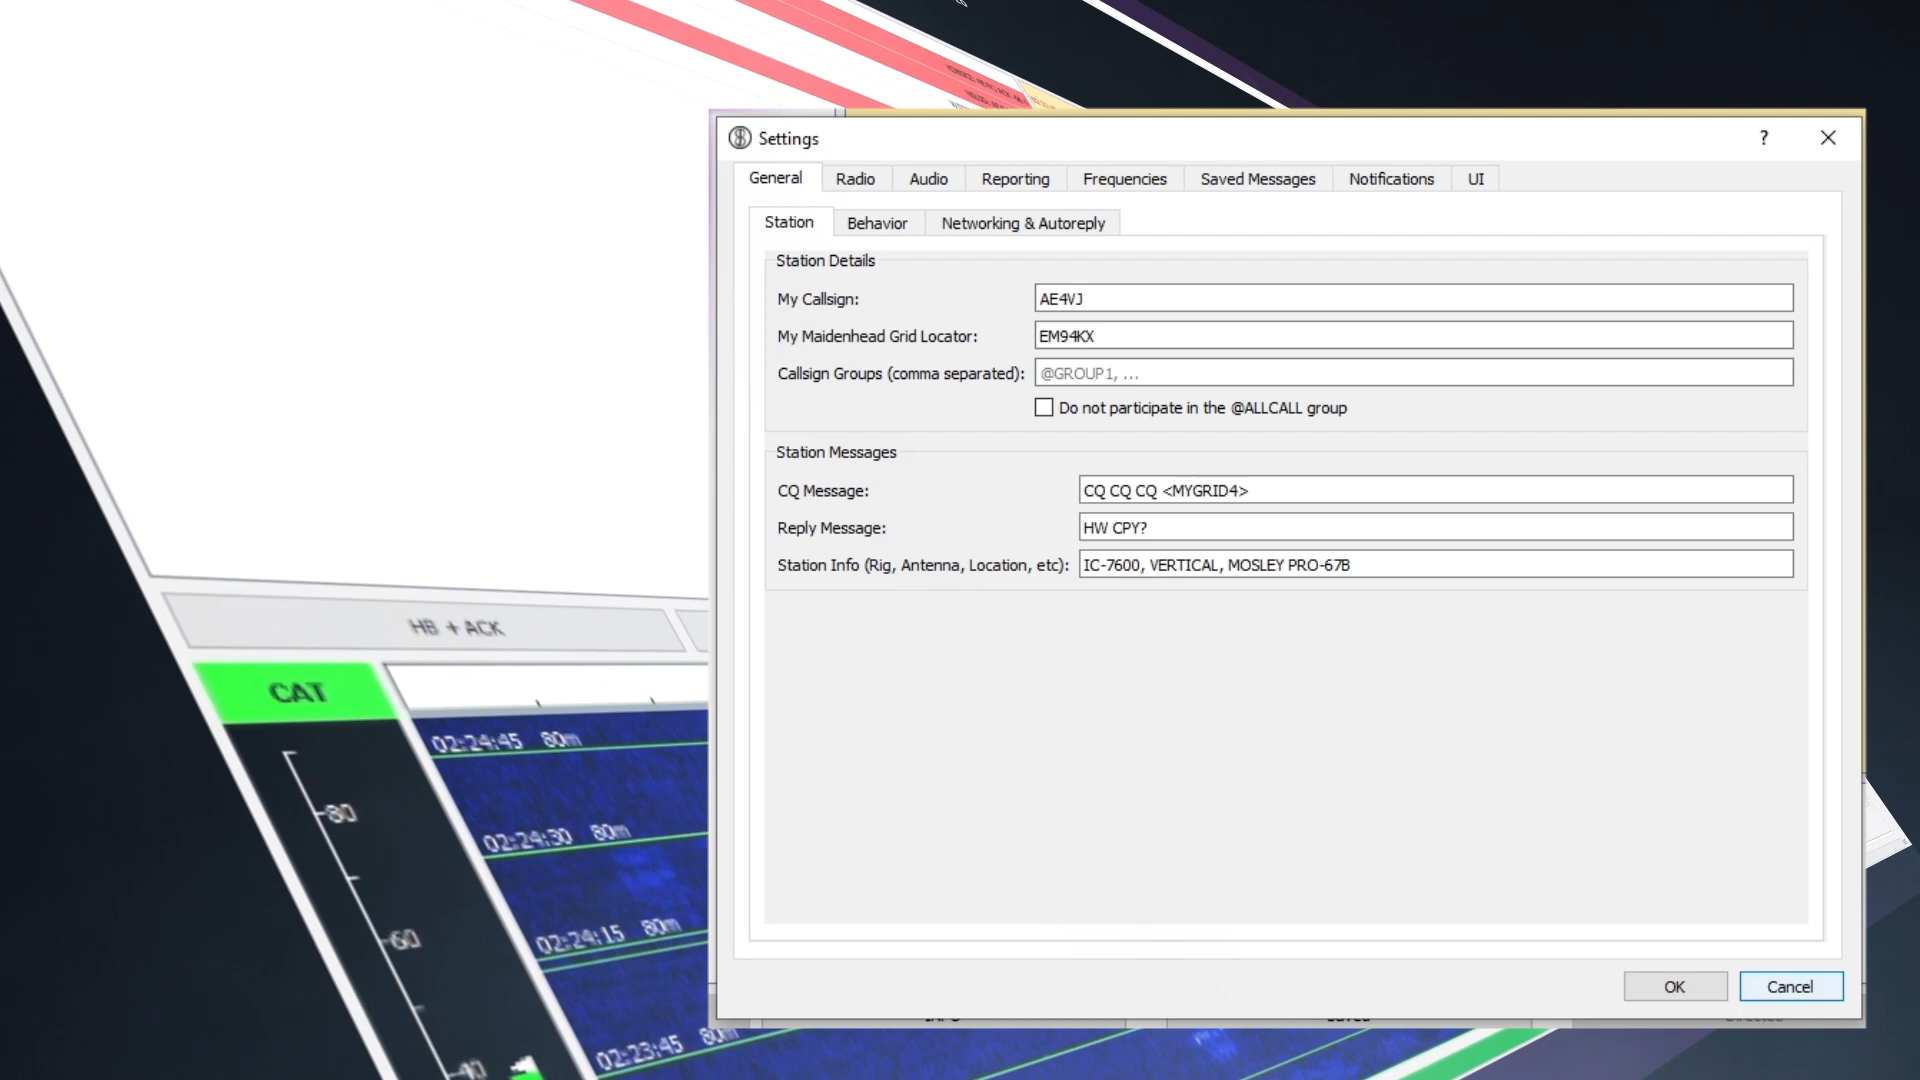 Settings
?
General Radio Audio Reporting Frequencies Saved Messages Notifications UI
Station Behavior Networking & Autoreply
Station Details
My Callsign: AE4VJ
My Maidenhead Grid Locator: EM94KX
Callsign Groups (comma separated): @GROUP1, ...
Do not participate in the @ALLCALL group
Station Messages
CQ Message: CQ CQ CQ <MYGRID4>
Reply Message: HW CPY?
Station Info (Rig, Antenna, Location, etc): IC-7600, VERTICAL, MOSLEY PRO-67B
OK Cancel
HB + ACK
CAT
02:24:45 80m
-80
02:24:30 80m
02:24:15 80m
-60
02:23:45 80m
-40